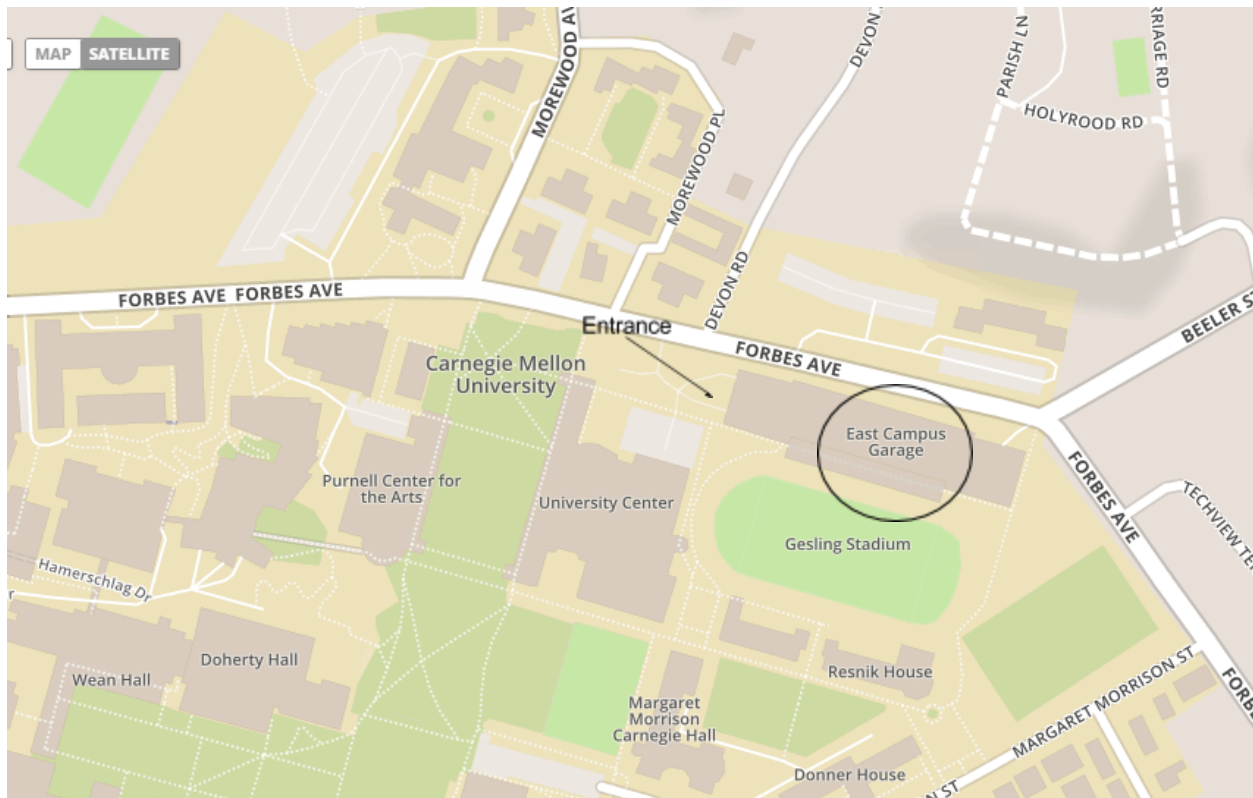 MAP SATELLITE
MOREWOOD AV
DEVON
PARISH LN
RRIAGE RD
HOLYROOD RD
MOREWOOD PL
DEVON RD
FORBES AVE FORBES AVE
BEELER ST
Entrance
FORBES AVE
Carnegie Mellon
University
East Campus
Garage
FORBES AVE
Purnell Center for
the Arts
University Center
TECHVIEW TE
Gesling Stadium
Hamerschlag Dr
r
Doherty Hall
Wean Hall
Resnik House
MARGARET MORRISON ST
FORB
Margaret
Morrison
Carnegie Hall
Donner House
N ST